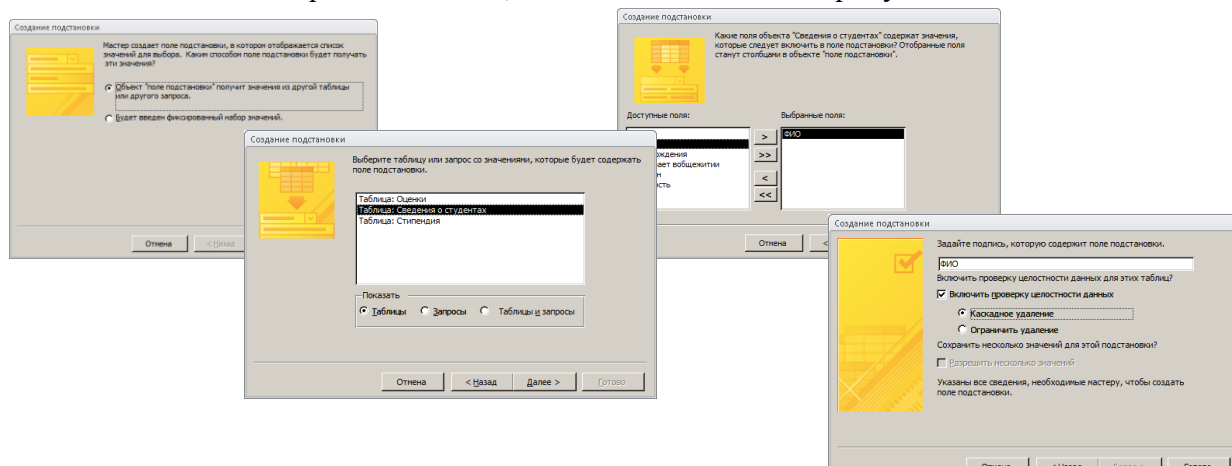 Создание подстановки
Мастер создает поле подстановки, в котором отображается список
значений для выбора. Каким способом поле подстановки будет получать
эти значения?
Объект "поле подстановки" получит значения из другой таблицы
или другого запроса.
Будет введен фиксированный набор значений.
Отмена
< Назад
Создание подстановки
Выберите таблицу или запрос со значениями, которые будет содержать
поле подстановки.
Таблица: Оценки
Таблица: Сведения о студентах
Таблица: Стипендия
Показать
Таблицы
Запросы
Таблицы и запросы
Отмена
< Назад
Далее >
Готово
Создание подстановки
Какие поля объекта "Сведения о студентах" содержат значения,
которые следует включить в поле подстановки? Отобранные поля
станут столбцами в объекте "поле подстановки".
Доступные поля:
Выбранные поля:
ождения
ает вобщежитии
н
сть
>
>>
<
<<
ФИО
Отмена
<
Создание подстановки
Задайте подпись, которую содержит поле подстановки.
ФИО
Включить проверку целостности данных для этих таблиц?
Включить проверку целостности данных
Каскадное удаление
Ограничить удаление
Сохранить несколько значений для этой подстановки?
Разрешить несколько значений
Указаны все сведения, необходимые мастеру, чтобы создать
поле подстановки.